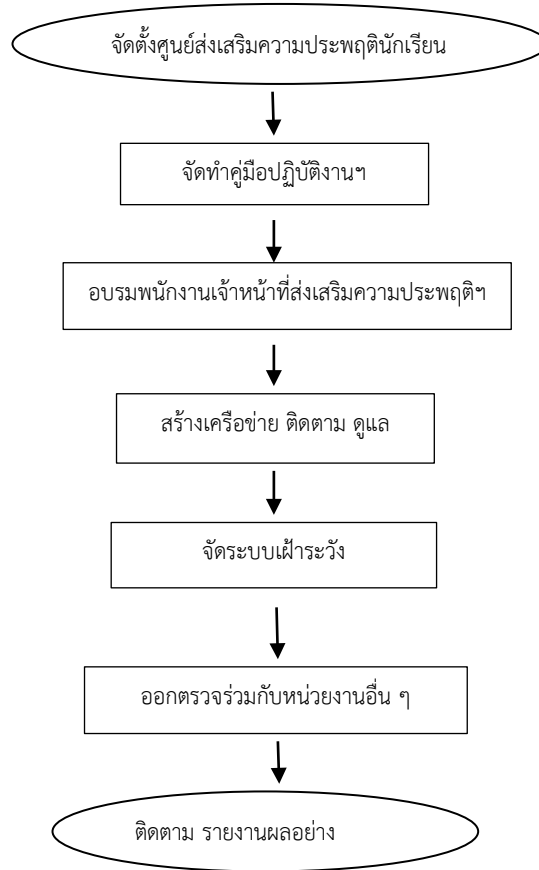 จัดตั้งศูนย์ส่งเสริมความประพฤตินักเรียน
จัดทำคู่มือปฏิบัติงานฯ
อบรมพนักงานเจ้าหน้าที่ส่งเสริมความประพฤติฯ
สร้างเครือข่าย ติดตาม ดูแล
จัดระบบเฝ้าระวัง
ออกตรวจร่วมกับหน่วยงานอื่น ๆ
ติดตาม รายงานผลอย่าง